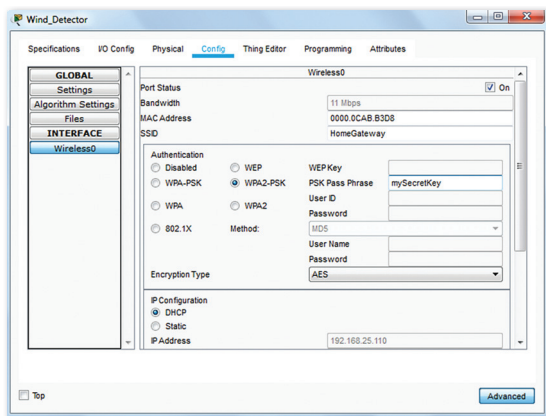 Wind_Detector
Specifications I/O Config Physical Config Thing Editor Programming Attributes
GLOBAL
Settings
Algorithm Settings
Files
INTERFACE
Wireless0
Wireless0
Port Status On
Bandwidth 11 Mbps
MAC Address 0000.0CAB.B3D8
SSID HomeGateway
Authentication
Disabled WEP WEP Key
WPA-PSK WPA2-PSK PSK Pass Phrase mySecretKey
User ID
WPA WPA2
Password
802.1X Method: MD5
User Name
Password
Encryption Type AES
IP Configuration
DHCP
Static
IP Address 192.168.25.110
Top Advanced